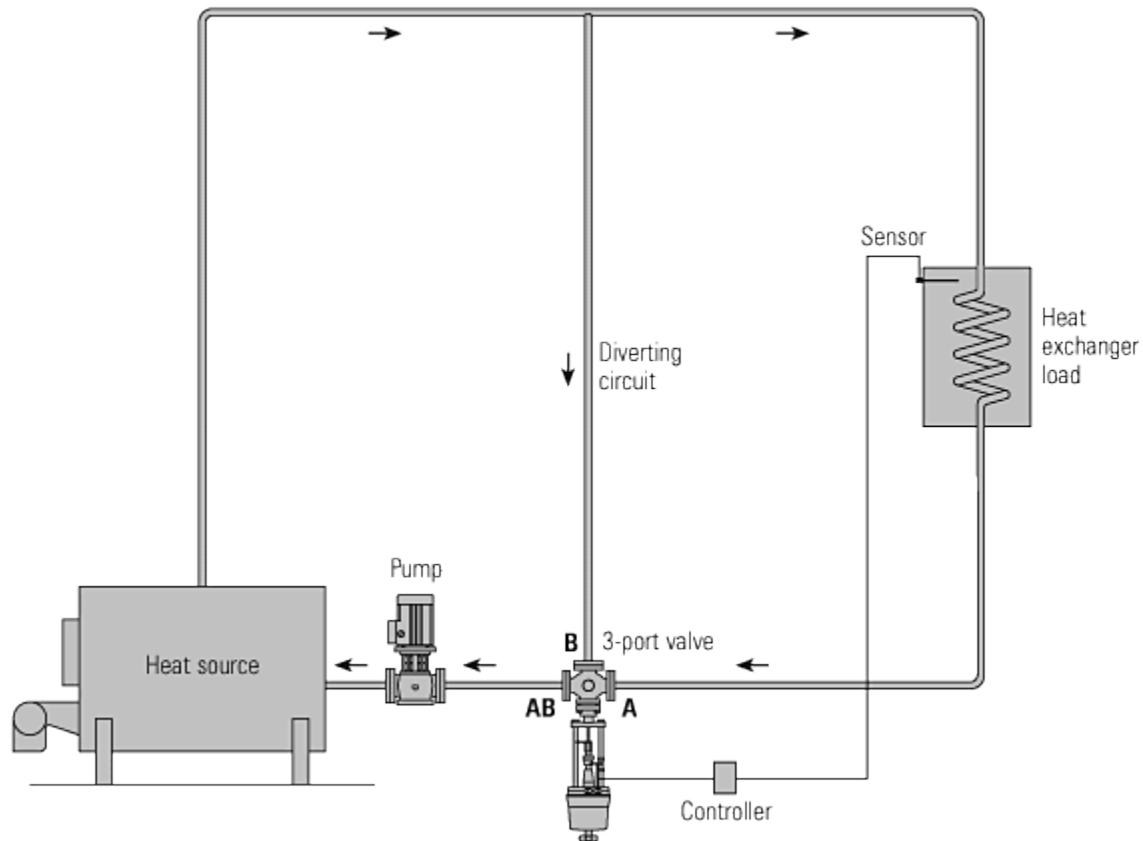 Sensor
Heat
exchanger
load
Diverting
circuit
Pump
B
3-port valve
Heat source
AB
A
Controller